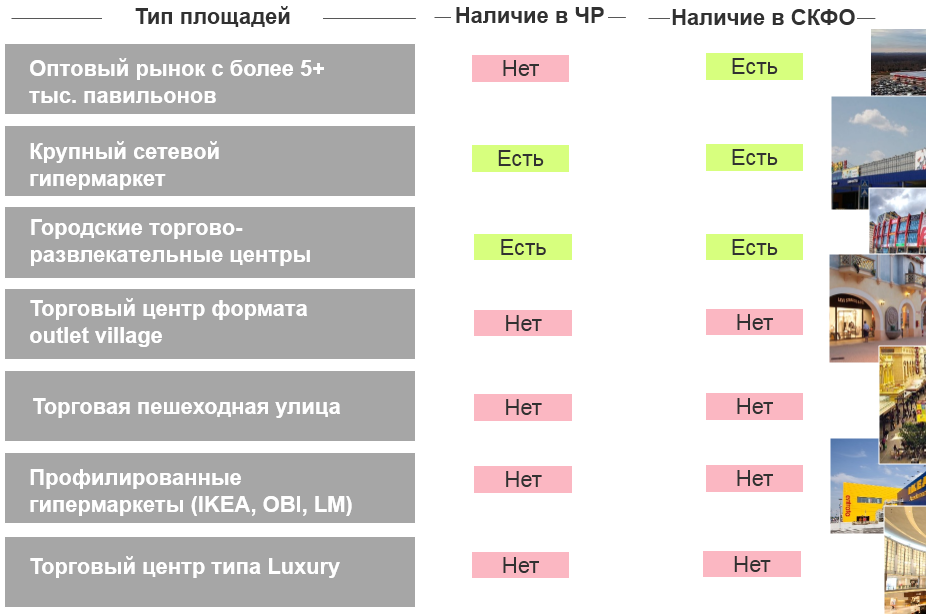 Тип площадей
Наличие в ЧР
Наличие в СКФО
Оптовый рынок с более 5+
тыс. павильонов
Нет
Есть
Крупный сетевой
гипермаркет
Есть
Есть
Городские торгово-
развлекательные центры
Есть
Есть
Торговый центр формата
outlet village
Нет
Нет
Торговая пешеходная улица
Нет
Нет
Профилированные
гипермаркеты (IKEA, OBI, LM)
Нет
Нет
IKEA
Торговый центр типа Luxury
Нет
Нет